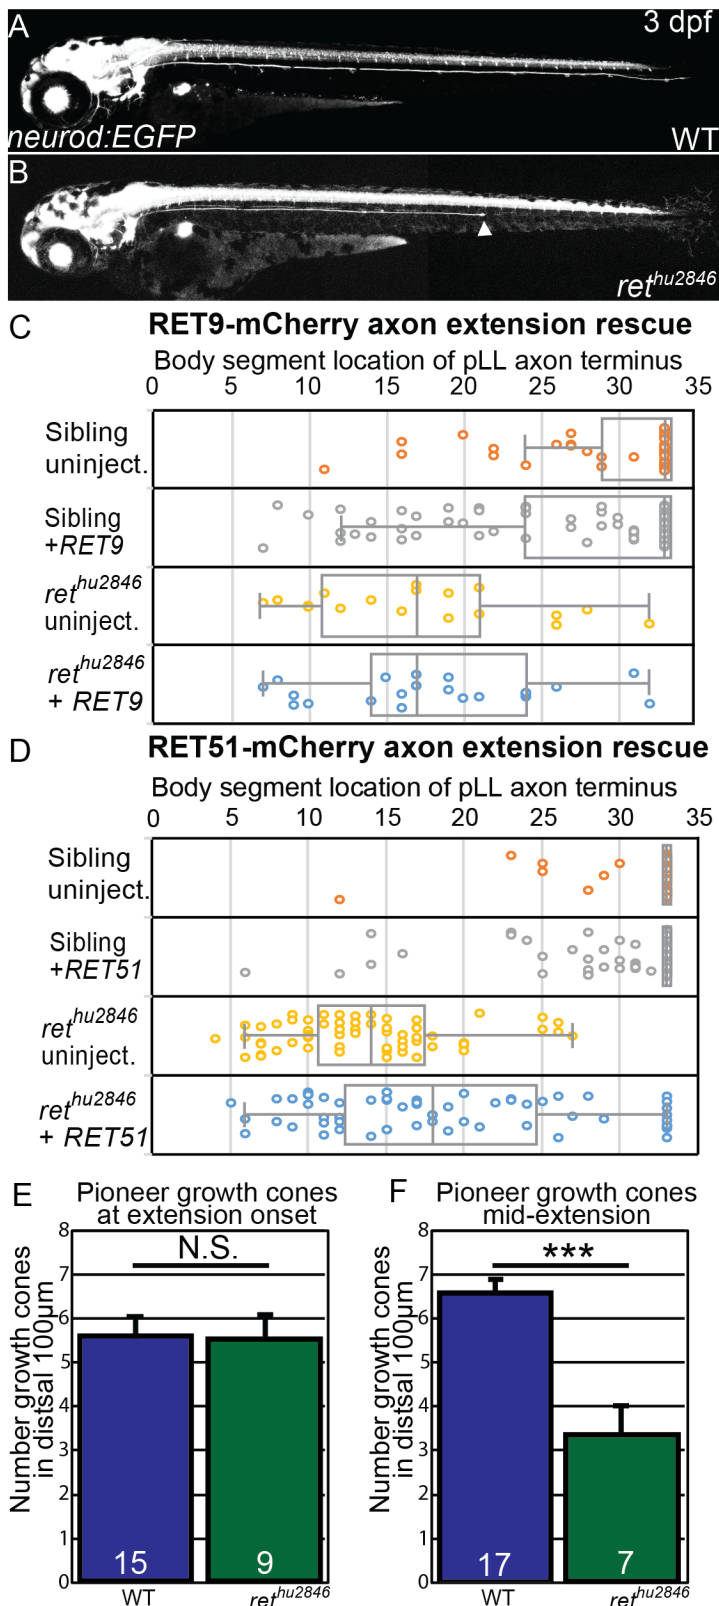 A
3 dpf
neurod:EGFP
WT
B
ret hu2846
C
RET9-mCherry axon extension rescue
Body segment location of pLL axon terminus
0 5 10 15 20 25 30 35
Sibling
uninject.
Sibling
+RET9
ret hu2846
uninject.
ret hu2846
+ RET9
D
RET51-mCherry axon extension rescue
Body segment location of pLL axon terminus
0 5 10 15 20 25 30 35
Sibling
uninject.
Sibling
+RET51
ret hu2846
uninject.
ret hu2846
+ RET51
E
Pioneer growth cones
at extension onset
Number growth cones
in distsal 100µm
8
7
6
5
4
3
2
1
0
N.S.
15
9
WT
ret hu2846
F
Pioneer growth cones
mid-extension
Number growth cones
in distsal 100µm
8
7
6
5
4
3
2
1
0
***
17
7
WT
ret hu2846